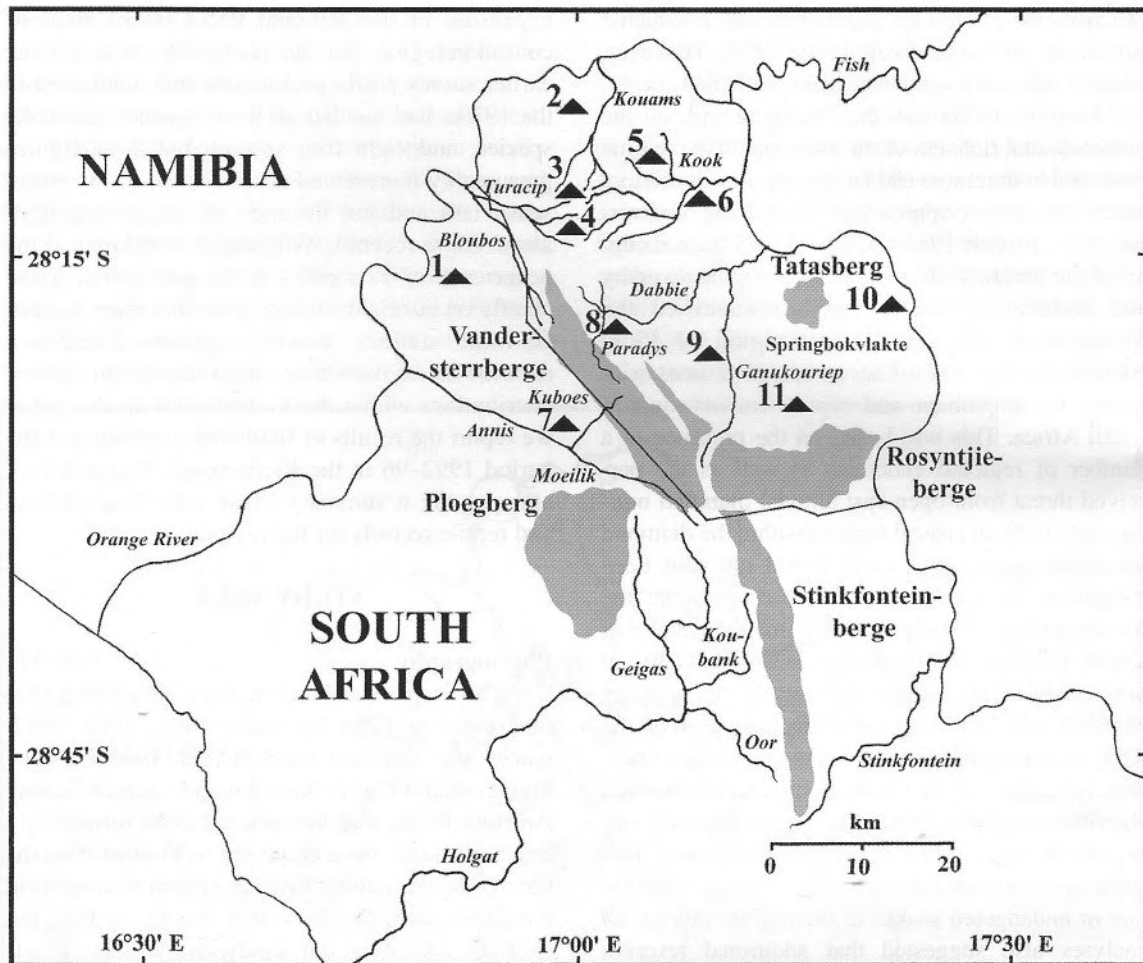 Fish
2
Kouams
NAMIBIA
5
Kook
3
6
Turacip
4
Bloubos
28°15' S
1
Tatasberg
10
Dabbie
8
Vander-
sterrberge
Paradys
9
Springbokvlakte
Ganukouriep
Kuboes
7
11
Annis
Moeilik
Rosyntjie-
berge
Ploegberg
Orange River
Stinkfontein-
berge
SOUTH
AFRICA
Kou-
bank
Geigas
Oor
28°45' S
Stinkfontein
km
0 10 20
Holgat
16°30' E
17°00' E
17°30' E